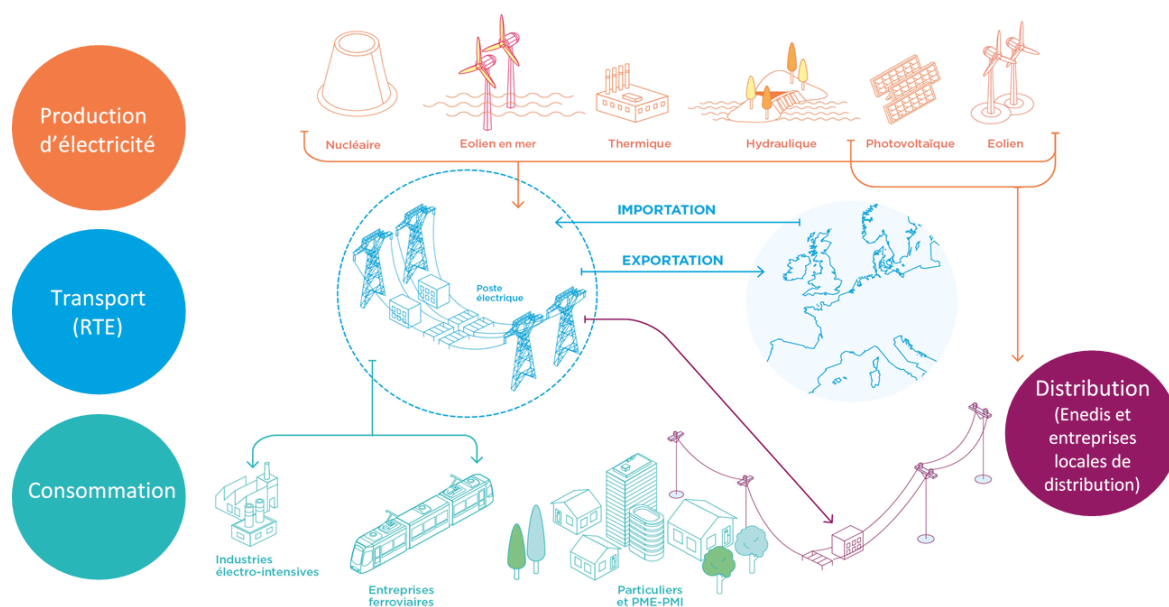 Production
d’électricité
Nucléaire
Eolien en mer
Thermique
Hydraulique
Photovoltaïque
Eolien
Transport
(RTE)
IMPORTATION
EXPORTATION
Poste
électrique
Distribution
(Enedis et
entreprises
locales de
distribution)
Consommation
Industries
électro-intensives
Entreprises
ferroviaires
Particuliers
et PME-PMI